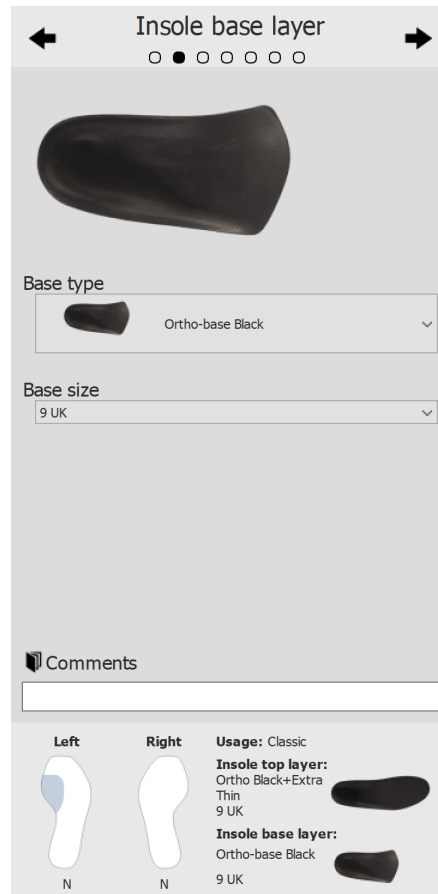 Insole base layer
Base type
Ortho-base Black
Base size
9 UK
Comments
Left
Right
Usage: Classic
Insole top layer:
Ortho Black+Extra
Thin
9 UK
Insole base layer:
Ortho-base Black
9 UK
N
N